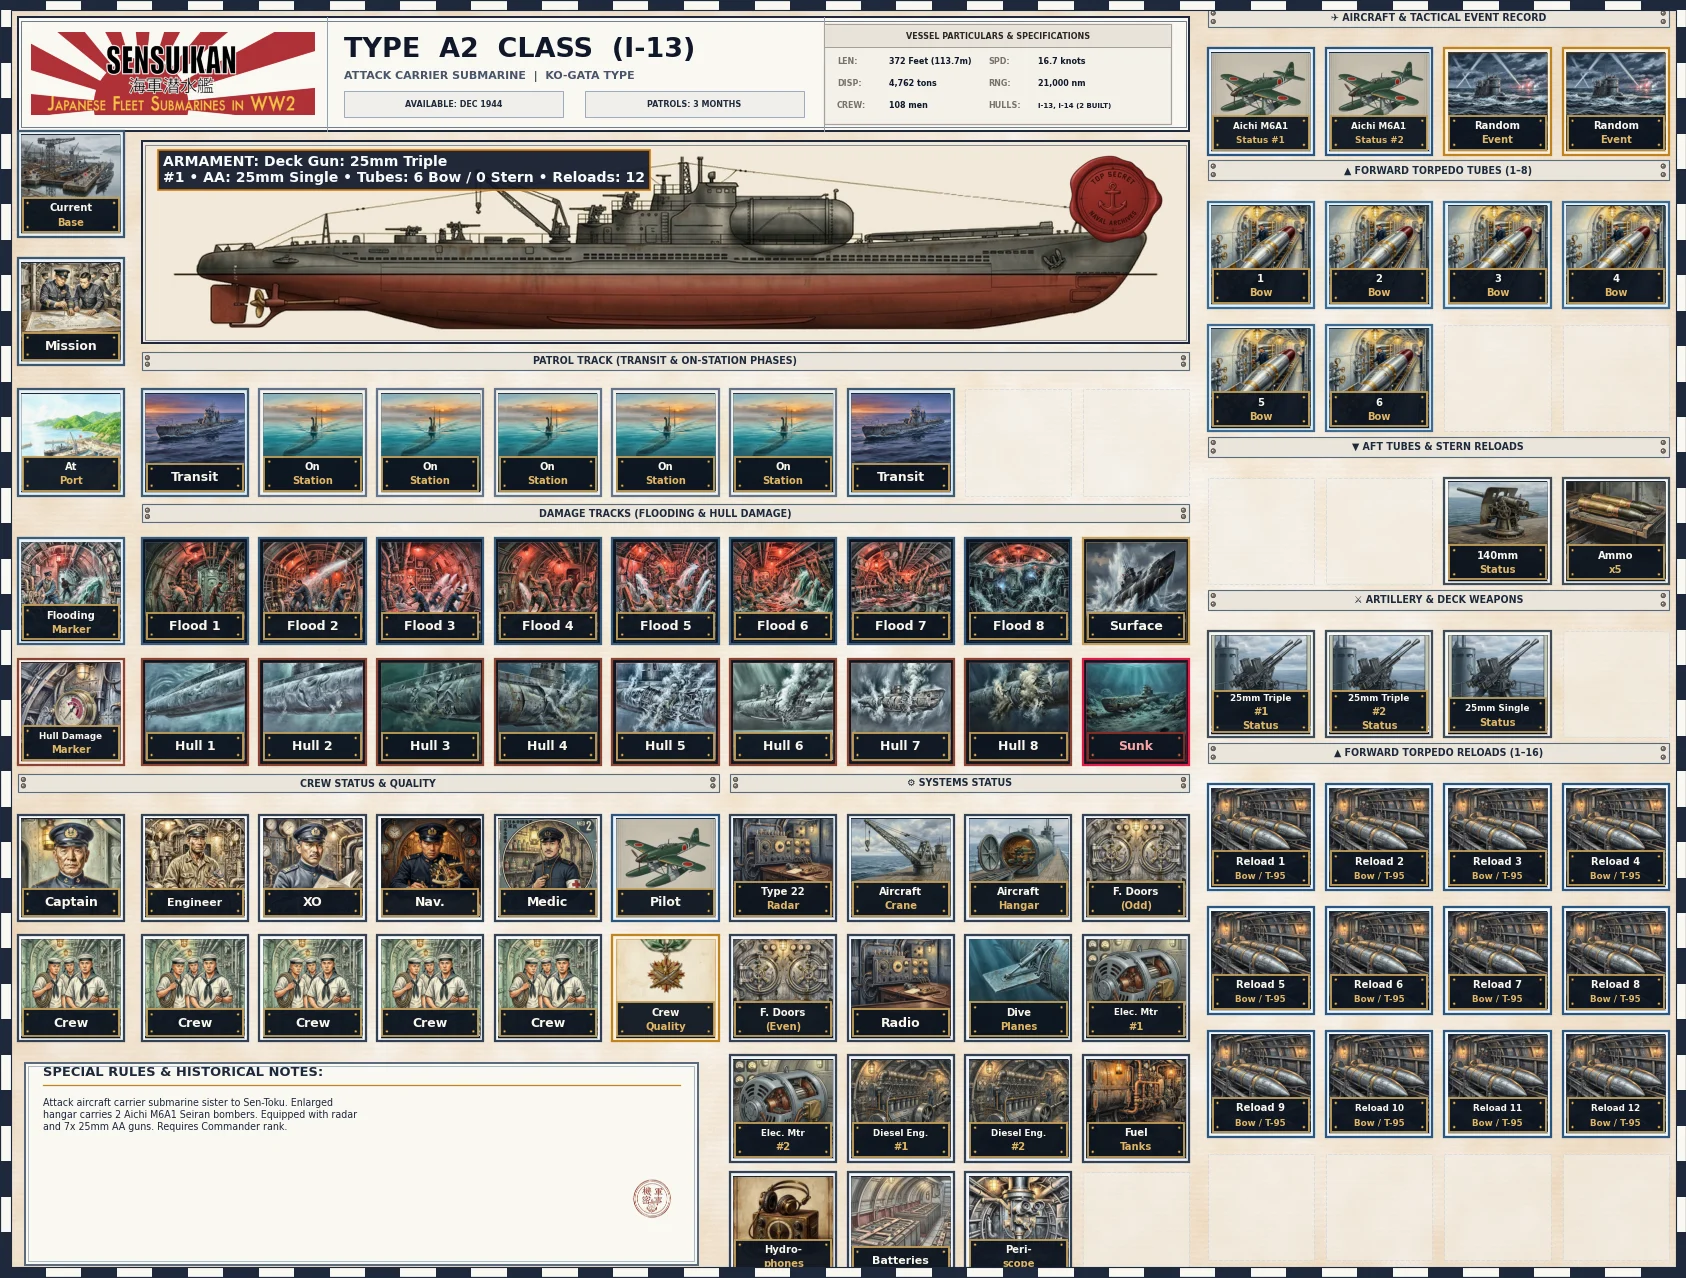 SENSUIKAN
海軍潜水艦
JAPANESE FLEET SUBMARINES IN WW2
TYPE A2 CLASS (I-13)
ATTACK CARRIER SUBMARINE | KO-GATA TYPE
AVAILABLE: DEC 1944
PATROLS: 3 MONTHS
VESSEL PARTICULARS & SPECIFICATIONS
LEN: 372 Feet (113.7m) SPD: 16.7 knots
DISP: 4,762 tons RNG: 21,000 nm
CREW: 108 men HULLS: I-13, I-14 (2 BUILT)
Current
Base
Mission
ARMAMENT: Deck Gun: 25mm Triple
#1 • AA: 25mm Single • Tubes: 6 Bow / 0 Stern • Reloads: 12
TOP SECRET
NAVAL ARCHIVES
PATROL TRACK (TRANSIT & ON-STATION PHASES)
At
Port
Transit
On
Station
On
Station
On
Station
On
Station
On
Station
Transit
DAMAGE TRACKS (FLOODING & HULL DAMAGE)
Flooding
Marker
Flood 1
Flood 2
Flood 3
Flood 4
Flood 5
Flood 6
Flood 7
Flood 8
Surface
Hull Damage
Marker
Hull 1
Hull 2
Hull 3
Hull 4
Hull 5
Hull 6
Hull 7
Hull 8
Sunk
CREW STATUS & QUALITY
Captain
Engineer
XO
Nav.
Medic
Pilot
Crew
Crew
Crew
Crew
Crew
Crew
Quality
⚙ SYSTEMS STATUS
Type 22
Radar
Aircraft
Crane
Aircraft
Hangar
F. Doors
(Odd)
F. Doors
(Even)
Radio
Dive
Planes
Elec. Mtr
#1
Elec. Mtr
#2
Diesel Eng.
#1
Diesel Eng.
#2
Fuel
Tanks
Hydro-
phones
Batteries
Peri-
scope
SPECIAL RULES & HISTORICAL NOTES:
Attack aircraft carrier submarine sister to Sen-Toku. Enlarged
hangar carries 2 Aichi M6A1 Seiran bombers. Equipped with radar
and 7x 25mm AA guns. Requires Commander rank.
✈ AIRCRAFT & TACTICAL EVENT RECORD
Aichi M6A1
Status #1
Aichi M6A1
Status #2
Random
Event
Random
Event
▲ FORWARD TORPEDO TUBES (1–8)
1
Bow
2
Bow
3
Bow
4
Bow
5
Bow
6
Bow
▼ AFT TUBES & STERN RELOADS
140mm
Status
Ammo
x5
⚔ ARTILLERY & DECK WEAPONS
25mm Triple
#1
Status
25mm Triple
#2
Status
25mm Single
Status
▲ FORWARD TORPEDO RELOADS (1–16)
Reload 1
Bow / T-95
Reload 2
Bow / T-95
Reload 3
Bow / T-95
Reload 4
Bow / T-95
Reload 5
Bow / T-95
Reload 6
Bow / T-95
Reload 7
Bow / T-95
Reload 8
Bow / T-95
Reload 9
Bow / T-95
Reload 10
Bow / T-95
Reload 11
Bow / T-95
Reload 12
Bow / T-95